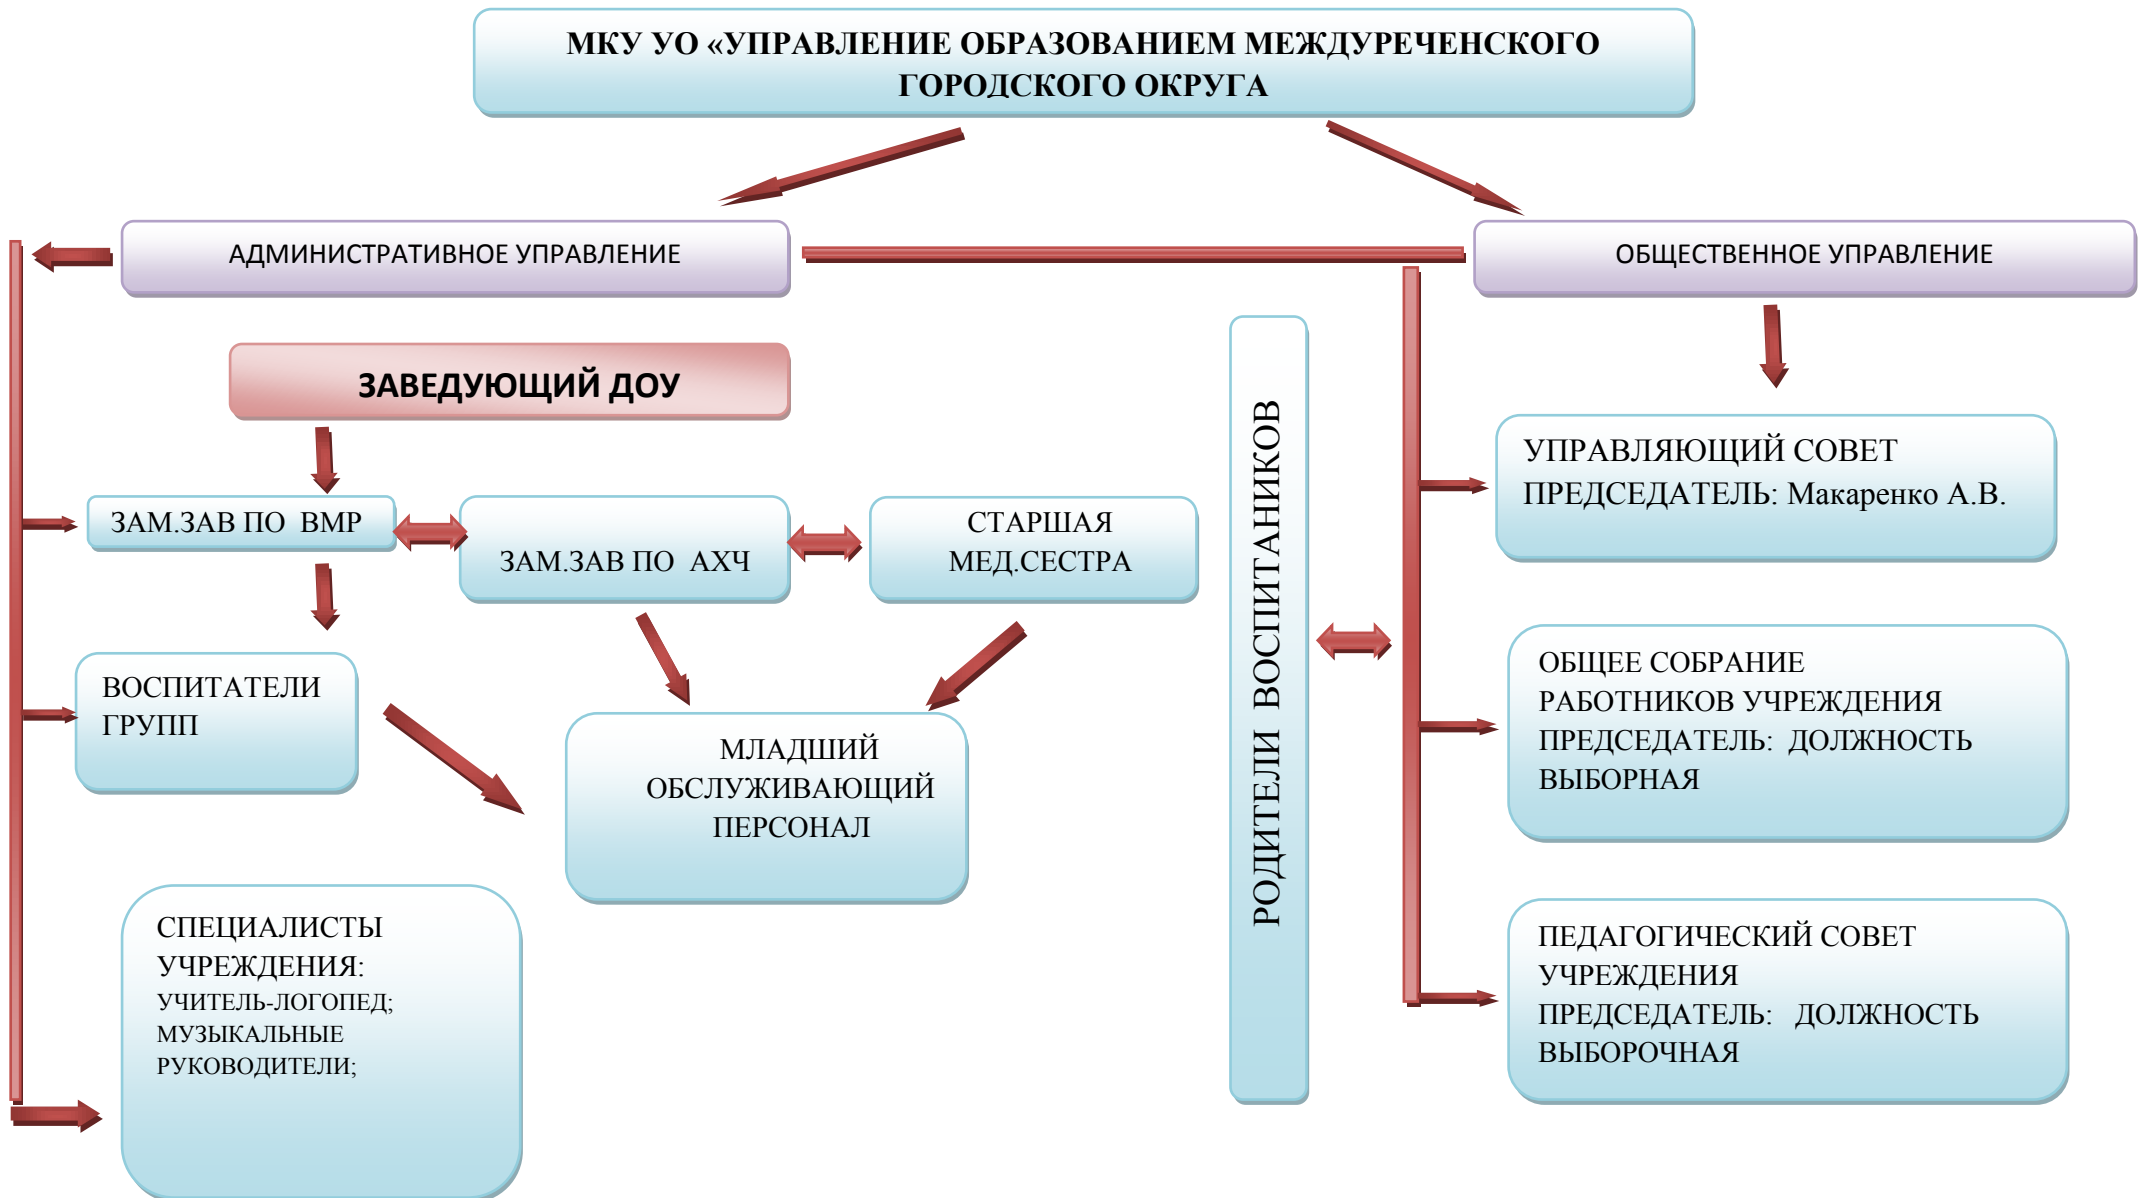 МКУ УО «УПРАВЛЕНИЕ ОБРАЗОВАНИЕМ МЕЖДУРЕЧЕНСКОГО
ГОРОДСКОГО ОКРУГА
АДМИНИСТРАТИВНОЕ УПРАВЛЕНИЕ
ОБЩЕСТВЕННОЕ УПРАВЛЕНИЕ
ЗАВЕДУЮЩИЙ ДОУ
ЗАМ.ЗАВ ПО ВМР
ЗАМ.ЗАВ ПО АХЧ
СТАРШАЯ
МЕД.СЕСТРА
ВОСПИТАТЕЛИ
ГРУПП
МЛАДШИЙ
ОБСЛУЖИВАЮЩИЙ
ПЕРСОНАЛ
СПЕЦИАЛИСТЫ
УЧРЕЖДЕНИЯ:
УЧИТЕЛЬ-ЛОГОПЕД;
МУЗЫКАЛЬНЫЕ
РУКОВОДИТЕЛИ;
РОДИТЕЛИ ВОСПИТАНИКОВ
УПРАВЛЯЮЩИЙ СОВЕТ
ПРЕДСЕДАТЕЛЬ: Макаренко А.В.
ОБЩЕЕ СОБРАНИЕ
РАБОТНИКОВ УЧРЕЖДЕНИЯ
ПРЕДСЕДАТЕЛЬ: ДОЛЖНОСТЬ
ВЫБОРНАЯ
ПЕДАГОГИЧЕСКИЙ СОВЕТ
УЧРЕЖДЕНИЯ
ПРЕДСЕДАТЕЛЬ: ДОЛЖНОСТЬ
ВЫБОРОЧНАЯ